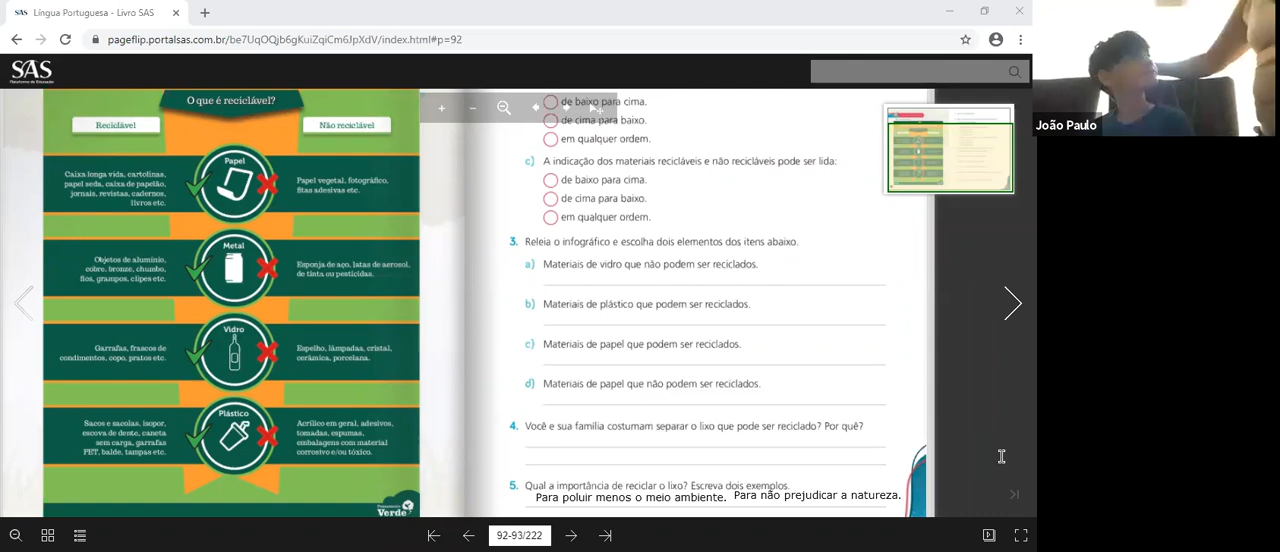 Língua Portuguesa - Livro SAS
pageflip.portalsas.com.br/be7UqOQjb6gKuiZqiCm6JpXdV/index.html#p=92
SAS
Plataforma de Educação
João Paulo
O que é reciclável?
Reciclável
Não reciclável
Papel
Caixa longa vida, cartolinas,
papel seda, caixa de papelão,
jornais, revistas, cadernos,
livros etc.
Papel vegetal, fotográfico,
fitas adesivas etc.
Metal
Objetos de alumínio,
cobre, bronze, chumbo,
fios, grampos, clipes etc.
Esponja de aço, latas de aerosol,
de tinta ou pesticidas.
Vidro
Garrafas, frascos de
condimentos, copo, pratos etc.
Espelho, lâmpadas, cristal,
cerâmica, porcelana.
Plástico
Sacos e sacolas, isopor,
escova de dente, caneta
sem carga, garrafas
PET, balde, tampas etc.
Acrílico em geral, adesivos,
tomadas, espumas,
embalagens com material
corrosivo e/ou tóxico.
Verde
de baixo para cima.
de cima para baixo.
em qualquer ordem.
c) A indicação dos materiais recicláveis e não recicláveis pode ser lida:
de baixo para cima.
de cima para baixo.
em qualquer ordem.
3. Releia o infográfico e escolha dois elementos dos itens abaixo.
a) Materiais de vidro que não podem ser reciclados.
b) Materiais de plástico que podem ser reciclados.
c) Materiais de papel que podem ser reciclados.
d) Materiais de papel que não podem ser reciclados.
4. Você e sua família costumam separar o lixo que pode ser reciclado? Por quê?
5. Qual a importância de reciclar o lixo? Escreva dois exemplos.
Para poluir menos o meio ambiente. Para não prejudicar a natureza.
92-93/222